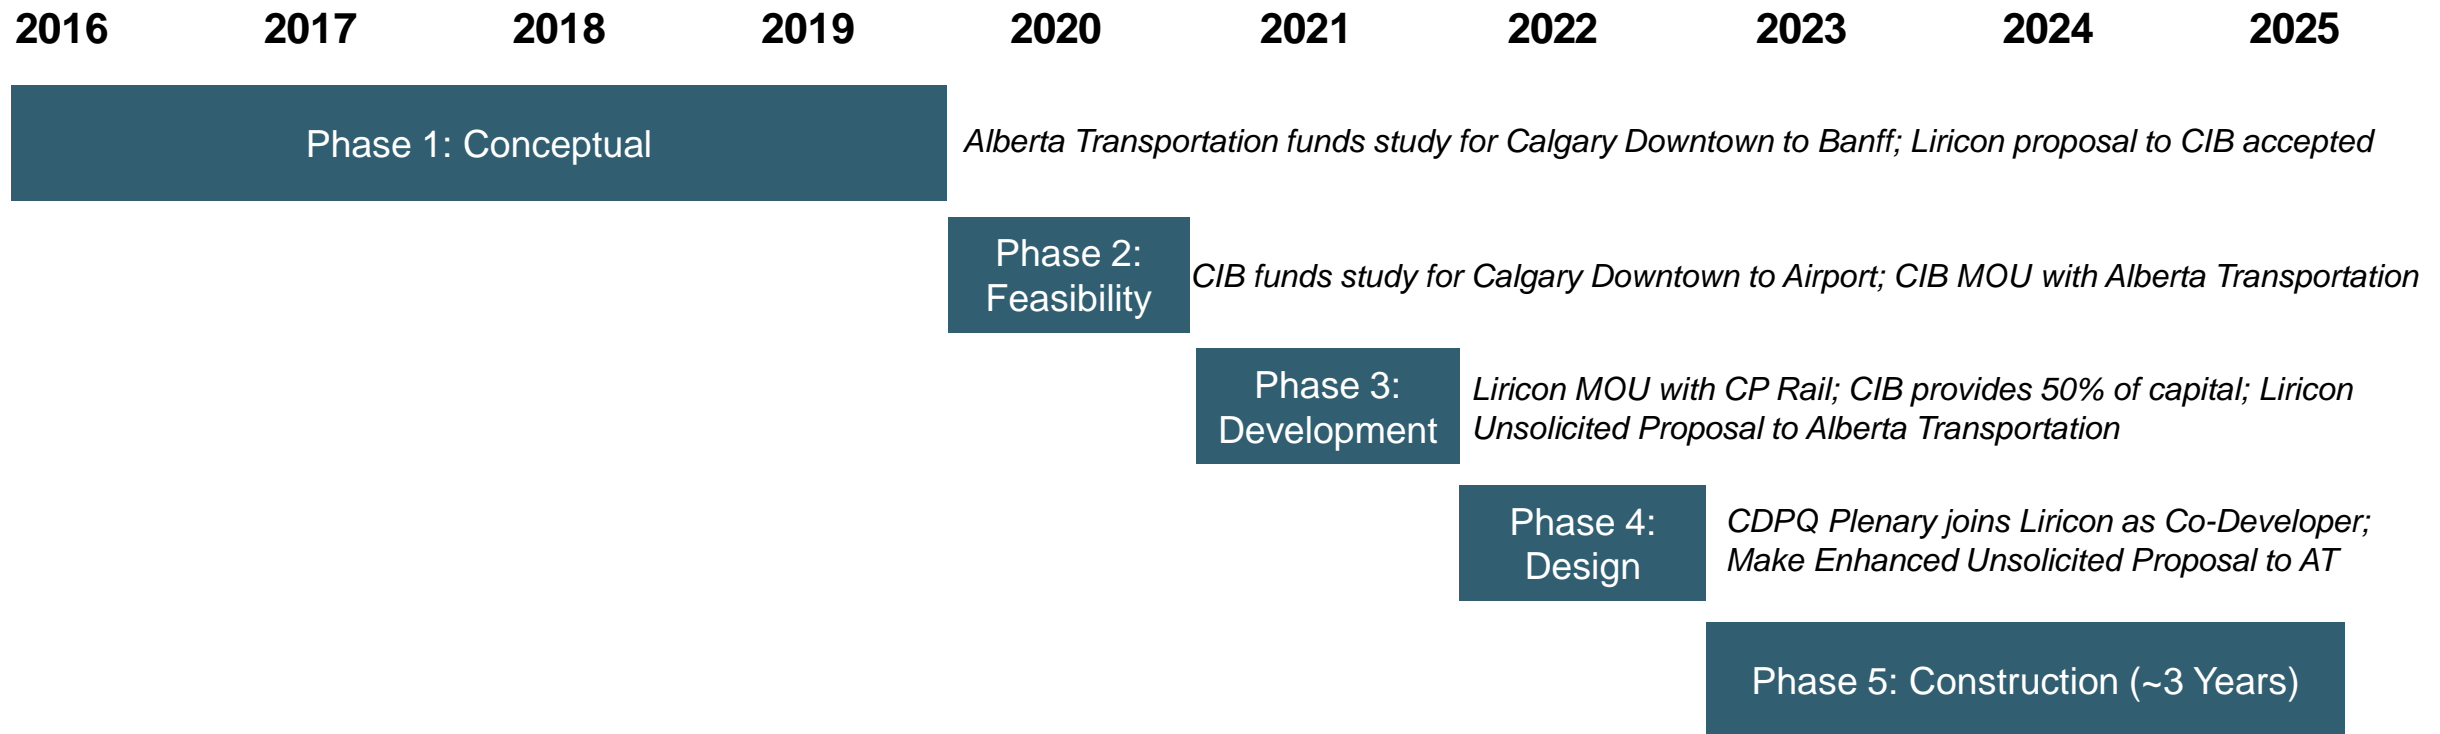 2016 2017 2018 2019 2020 2021 2022 2023 2024 2025
Phase 1: Conceptual
Alberta Transportation funds study for Calgary Downtown to Banff; Liricon proposal to CIB accepted
Phase 2:
Feasibility
CIB funds study for Calgary Downtown to Airport; CIB MOU with Alberta Transportation
Phase 3:
Development
Liricon MOU with CP Rail; CIB provides 50% of capital; Liricon
Unsolicited Proposal to Alberta Transportation
Phase 4:
Design
CDPQ Plenary joins Liricon as Co-Developer;
Make Enhanced Unsolicited Proposal to AT
Phase 5: Construction (~3 Years)